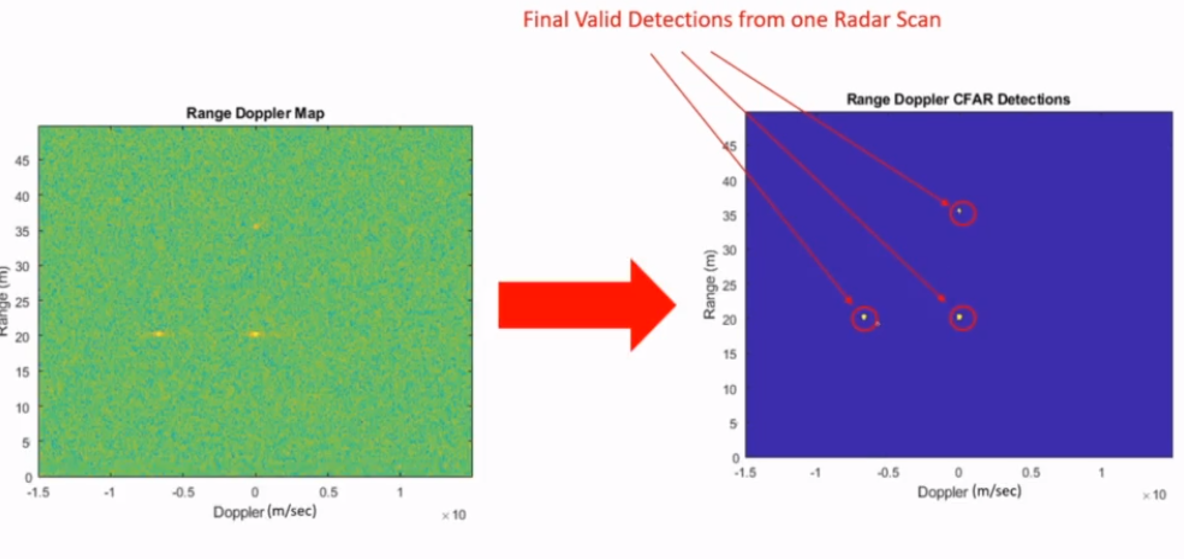 Final Valid Detections from one Radar Scan
Range Doppler Map
45
40
35
30
25
20
15
10
5
0
Range (m)
-1.5 -1 -0.5 0 0.5 1
Doppler (m/sec)
× 10
Range Doppler CFAR Detections
45
40
35
30
25
20
15
10
5
0
Range (m)
-1.5 -1 -0.5 0 0.5 1
Doppler (m/sec)
× 10